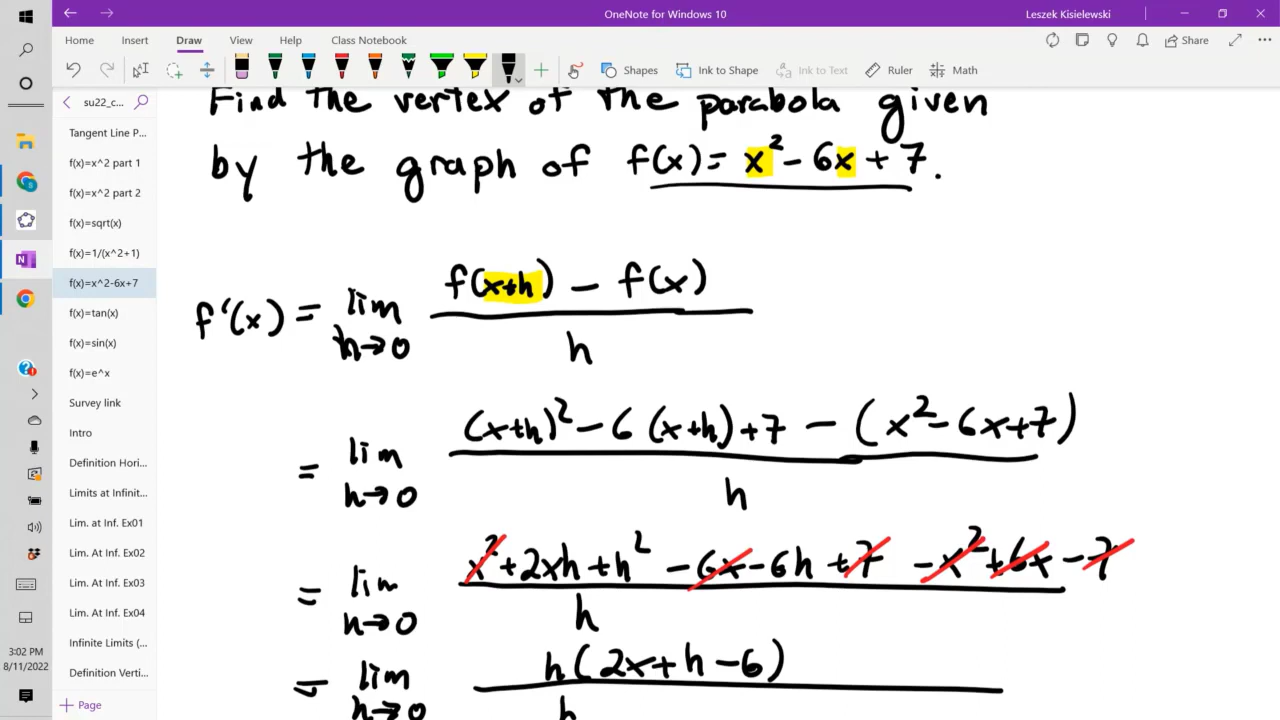 OneNote for Windows 10
Leszek Kisielewski
Home Insert Draw View Help Class Notebook
Share
Shapes Ink to Shape Ink to Text Ruler Math
su22_c...
Tangent Line P...
f(x)=x^2 part 1
f(x)=x^2 part 2
f(x)=sqrt(x)
f(x)=1/(x^2+1)
f(x)=x^2-6x+7
f(x)=tan(x)
f(x)=sin(x)
f(x)=e^x
Survey link
Intro
Definition Hori...
Limits at Infinit...
Lim. at Inf. Ex01
Lim. At Inf. Ex02
Lim. At Inf. Ex03
Lim. At Inf. Ex04
Infinite Limits (...
Definition Verti...
Page
3:02 PM
8/11/2022
Find the vertex of the parabola given
by the graph of f(x)= x² - 6x + 7.
f(x+h) - f(x)
f'(x) = lim
h→0
h
(x+h)² - 6(x+h)+7 - (x²-6x+7)
= lim
h→0
h
x²+2xh+h² -6x-6h+7 -x²+6x-7
= lim
h→0
h
h(2x+h-6)
= lim
h→0
h